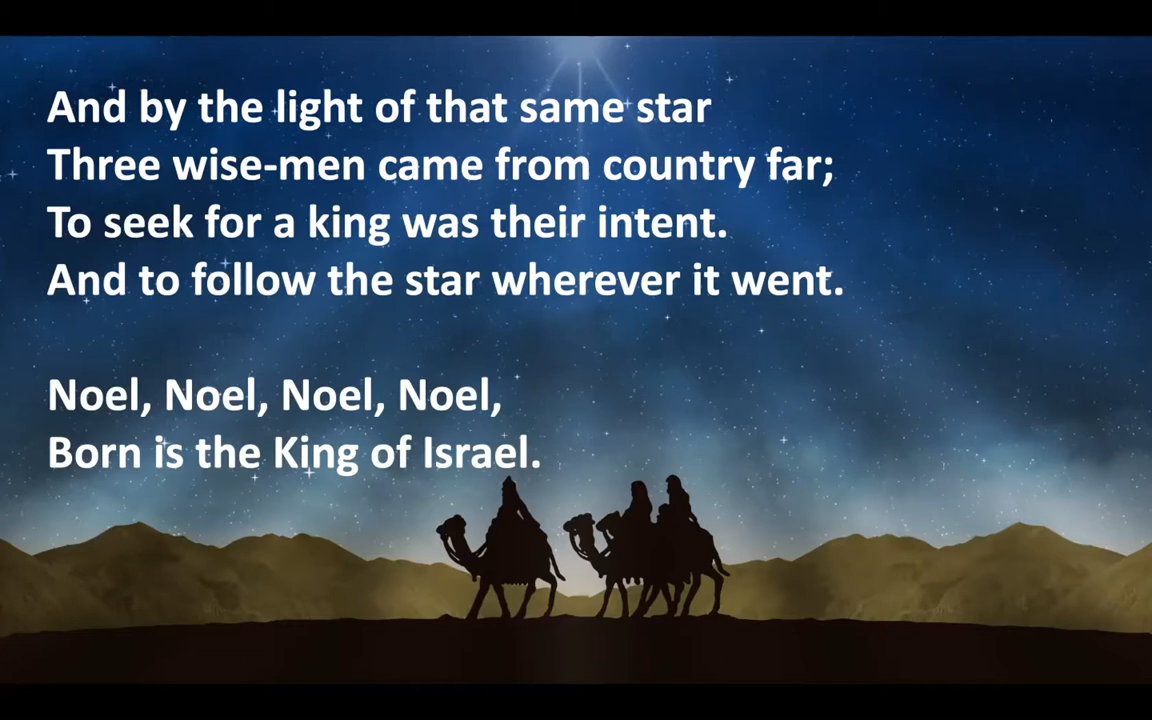 And by the light of that same star
Three wise-men came from country far;
To seek for a king was their intent.
And to follow the star wherever it went.
Noel, Noel, Noel, Noel,
Born is the King of Israel.